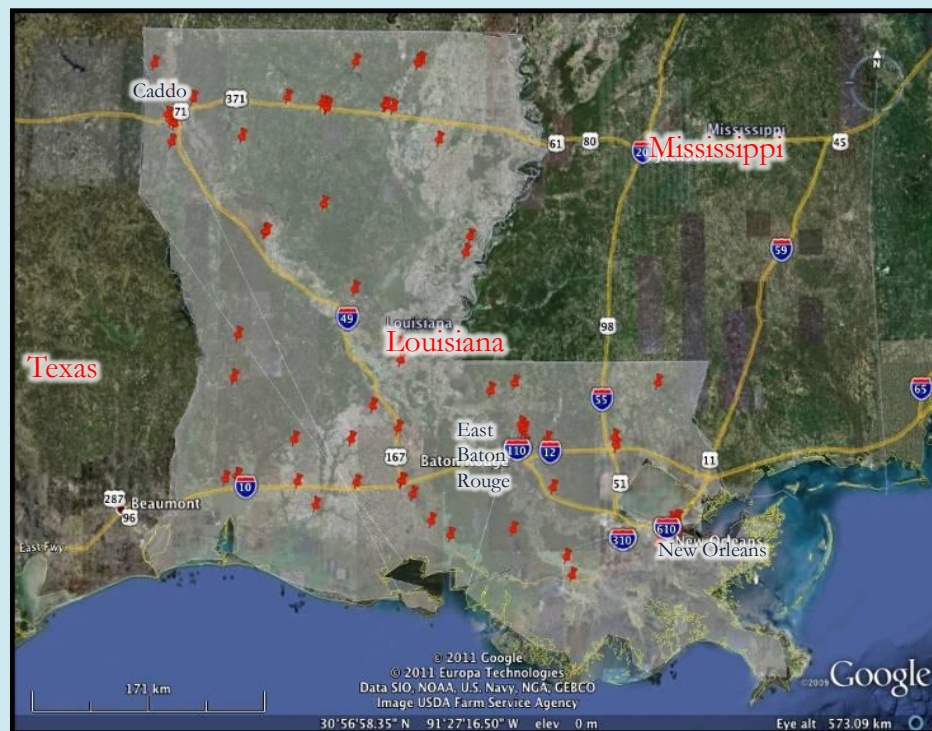 N
Caddo
71
371
61
80
20
Mississippi
Mississippi
45
59
49
Louisiana
Louisiana
98
Texas
65
55
East
Baton
Rouge
110
12
167
Baton Rouge
11
10
51
287
Beaumont
96
610
310
New Orleans
New Orleans
East Fwy
© 2011 Google
© 2011 Europa Technologies
Data SIO, NOAA, U.S. Navy, NGA, GEBCO
Image USDA Farm Service Agency
©2009 Google
171 km
30°56'58.35" N 91°27'16.50" W elev 0 m
Eye alt 573.09 km